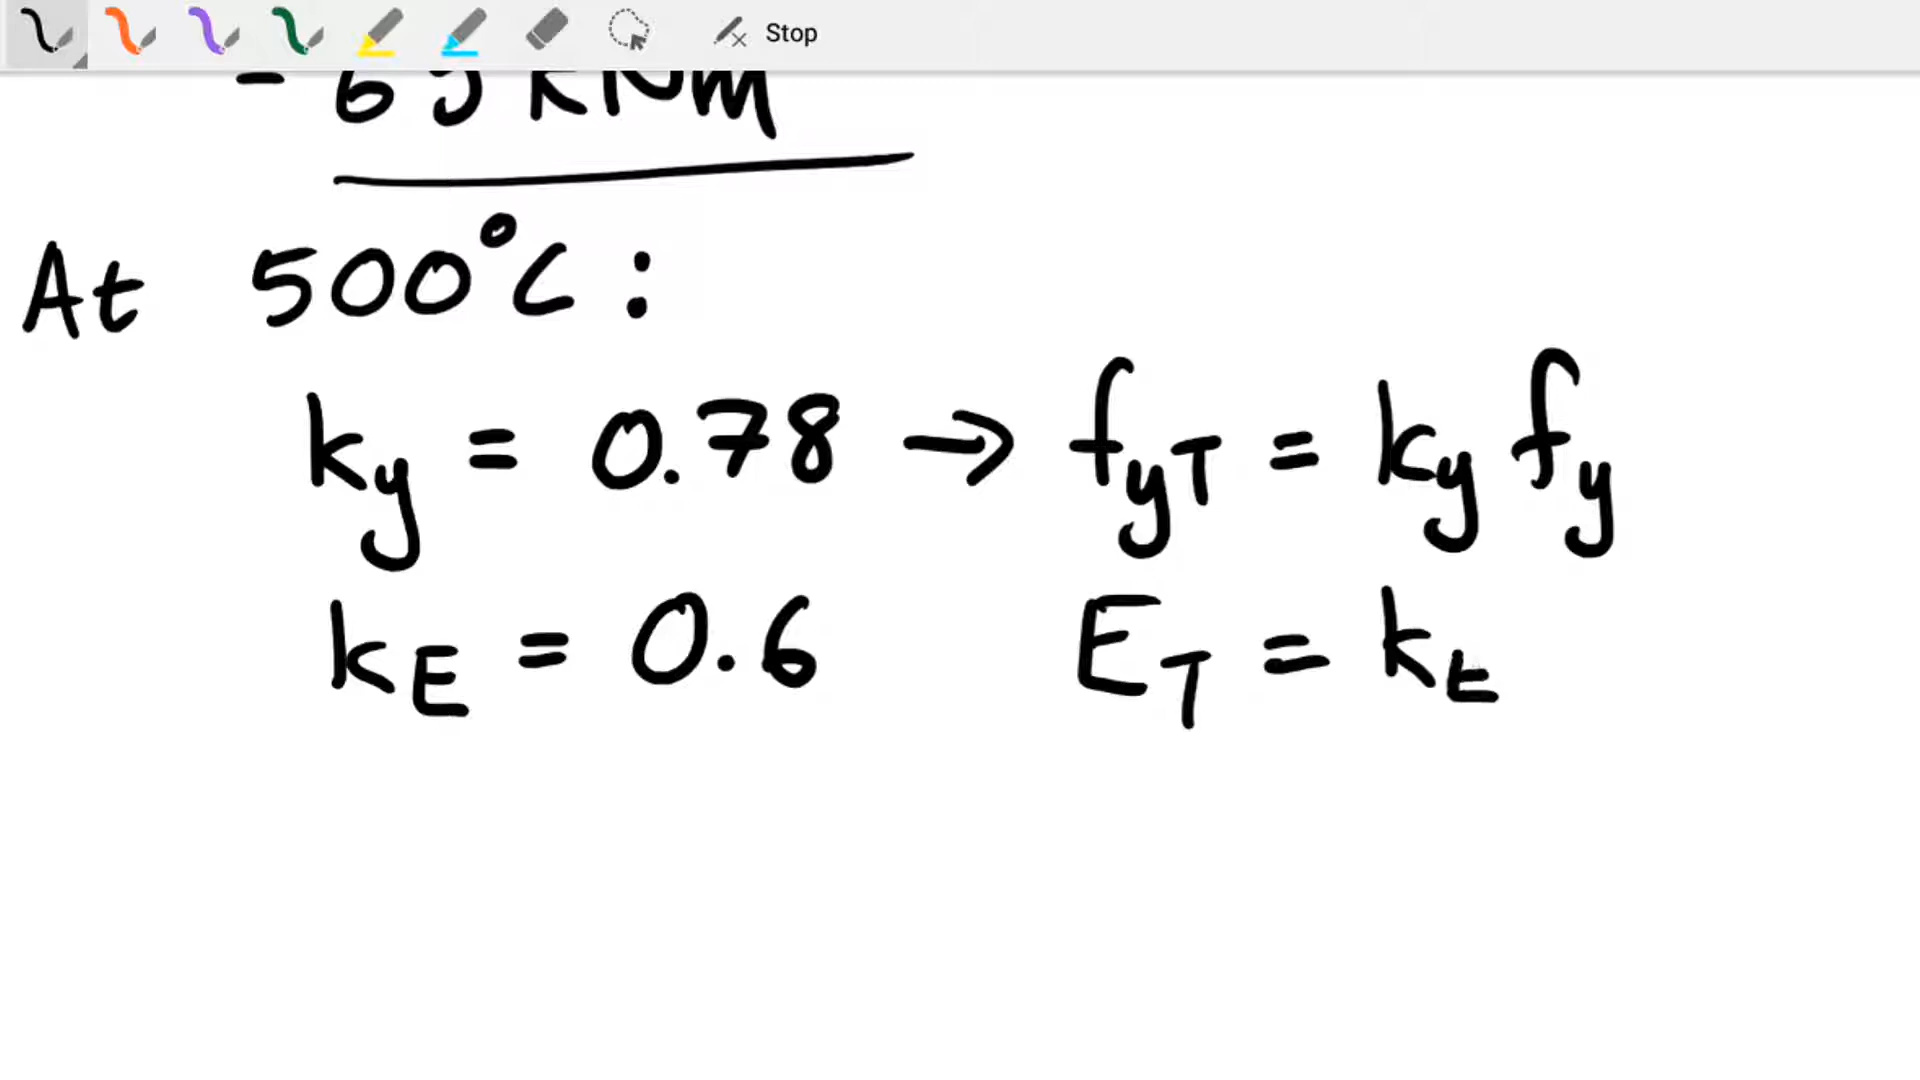 Stop
At 500°C:
ky = 0.78 → fyT = ky fy
kE = 0.6 ET = kE